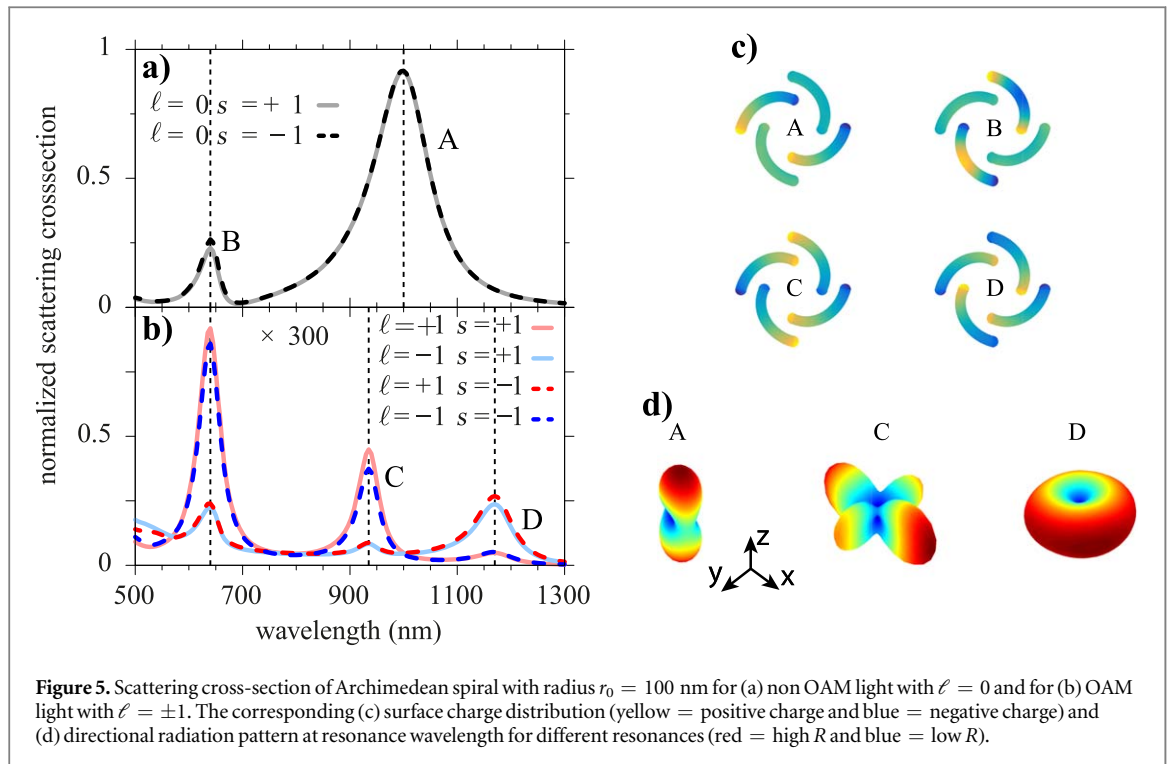 a)
ℓ = 0 s = + 1
ℓ = 0 s = − 1
A
B
1
0.5
0
normalized scattering crosssection
b)
× 300
ℓ=+1 s=+1
ℓ=−1 s=+1
ℓ=+1 s=−1
ℓ=−1 s=−1
C
D
0.5
0
500 700 900 1100 1300
wavelength (nm)
c)
A B
C D
d)
A C D
z
y x
Figure 5. Scattering cross-section of Archimedean spiral with radius r₀ = 100 nm for (a) non OAM light with ℓ = 0 and for (b) OAM
light with ℓ = ±1. The corresponding (c) surface charge distribution (yellow = positive charge and blue = negative charge) and
(d) directional radiation pattern at resonance wavelength for different resonances (red = high R and blue = low R).